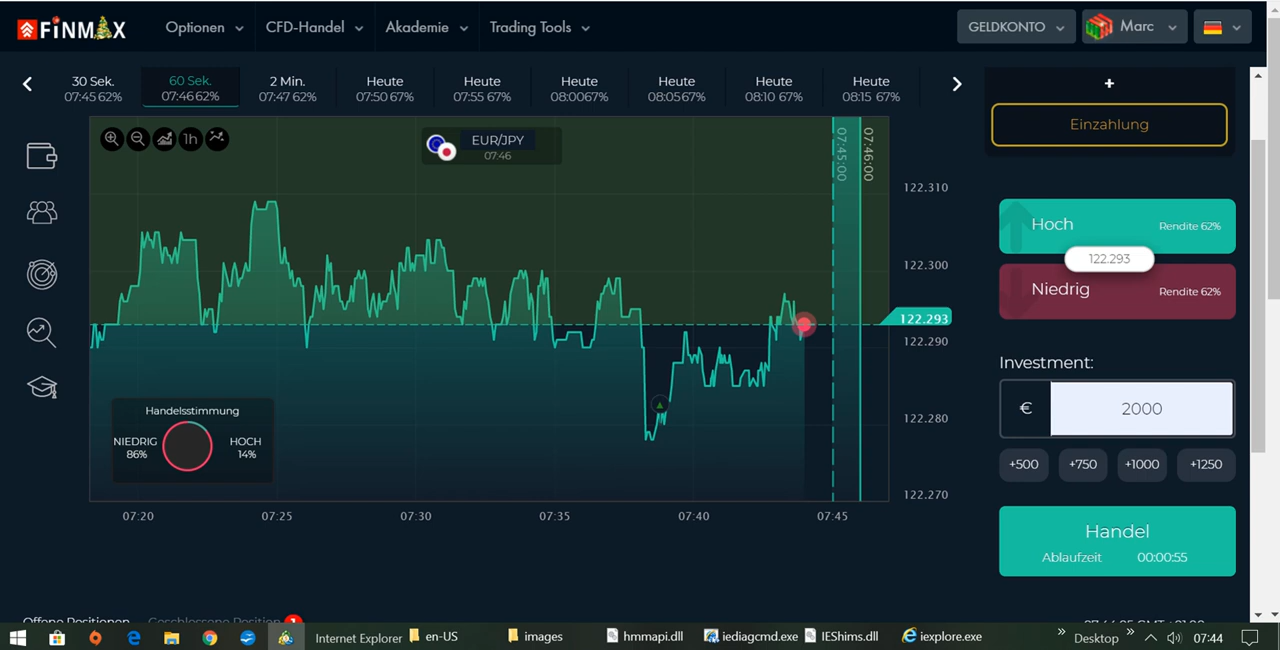 FiNMAX
Optionen
CFD-Handel
Akademie
Trading Tools
GELDKONTO
Marc
30 Sek.
07:45 62%
60 Sek.
07:46 62%
2 Min.
07:47 62%
Heute
07:50 67%
Heute
07:55 67%
Heute
08:00 67%
Heute
08:05 67%
Heute
08:10 67%
Heute
08:15 67%
+
Einzahlung
1h
EUR/JPY
07:46
07:45:00
07:46:00
122.310
122.300
122.293
122.290
122.280
122.270
Hoch
Rendite 62%
122.293
Niedrig
Rendite 62%
Investment:
€
2000
+500
+750
+1000
+1250
Handel
Ablaufzeit 00:00:55
Handelsstimmung
NIEDRIG
86%
HOCH
14%
07:20
07:25
07:30
07:35
07:40
07:45
Offene Positionen
Geschlossene Position
Internet Explorer
en-US
images
hmmapi.dll
iediagcmd.exe
IEShims.dll
iexplore.exe
»
Desktop
»
07:44